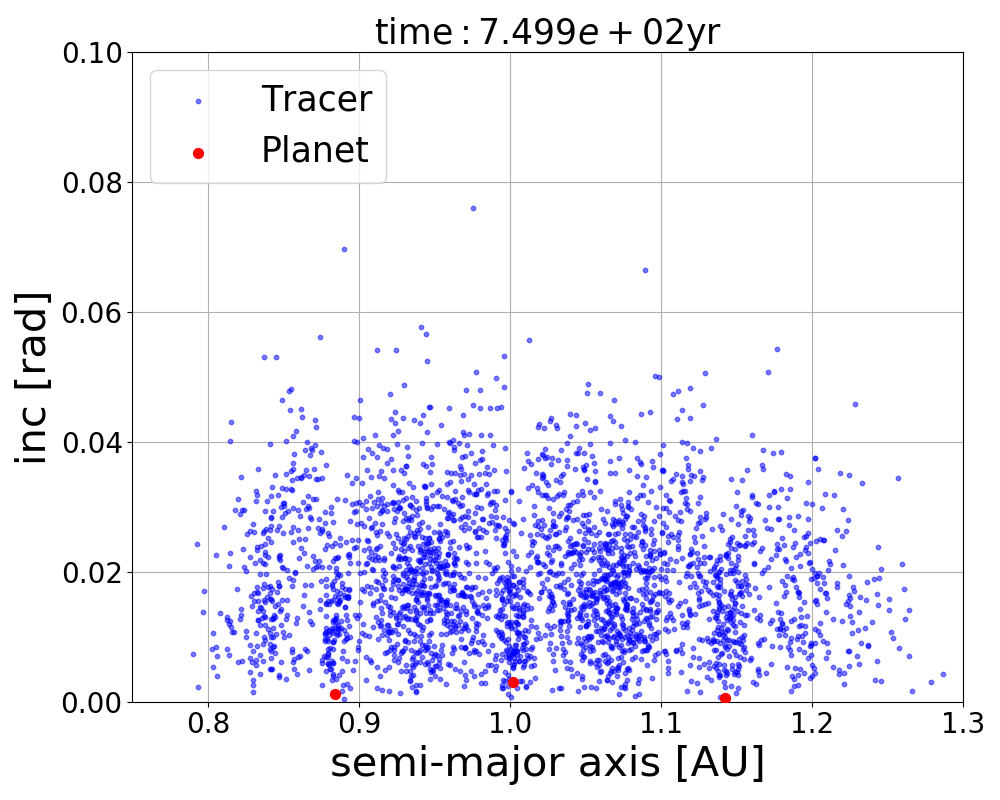 time : 7.499e + 02yr
Tracer
Planet
inc [rad]
0.10
0.08
0.06
0.04
0.02
0.00
0.8 0.9 1.0 1.1 1.2 1.3
semi-major axis [AU]